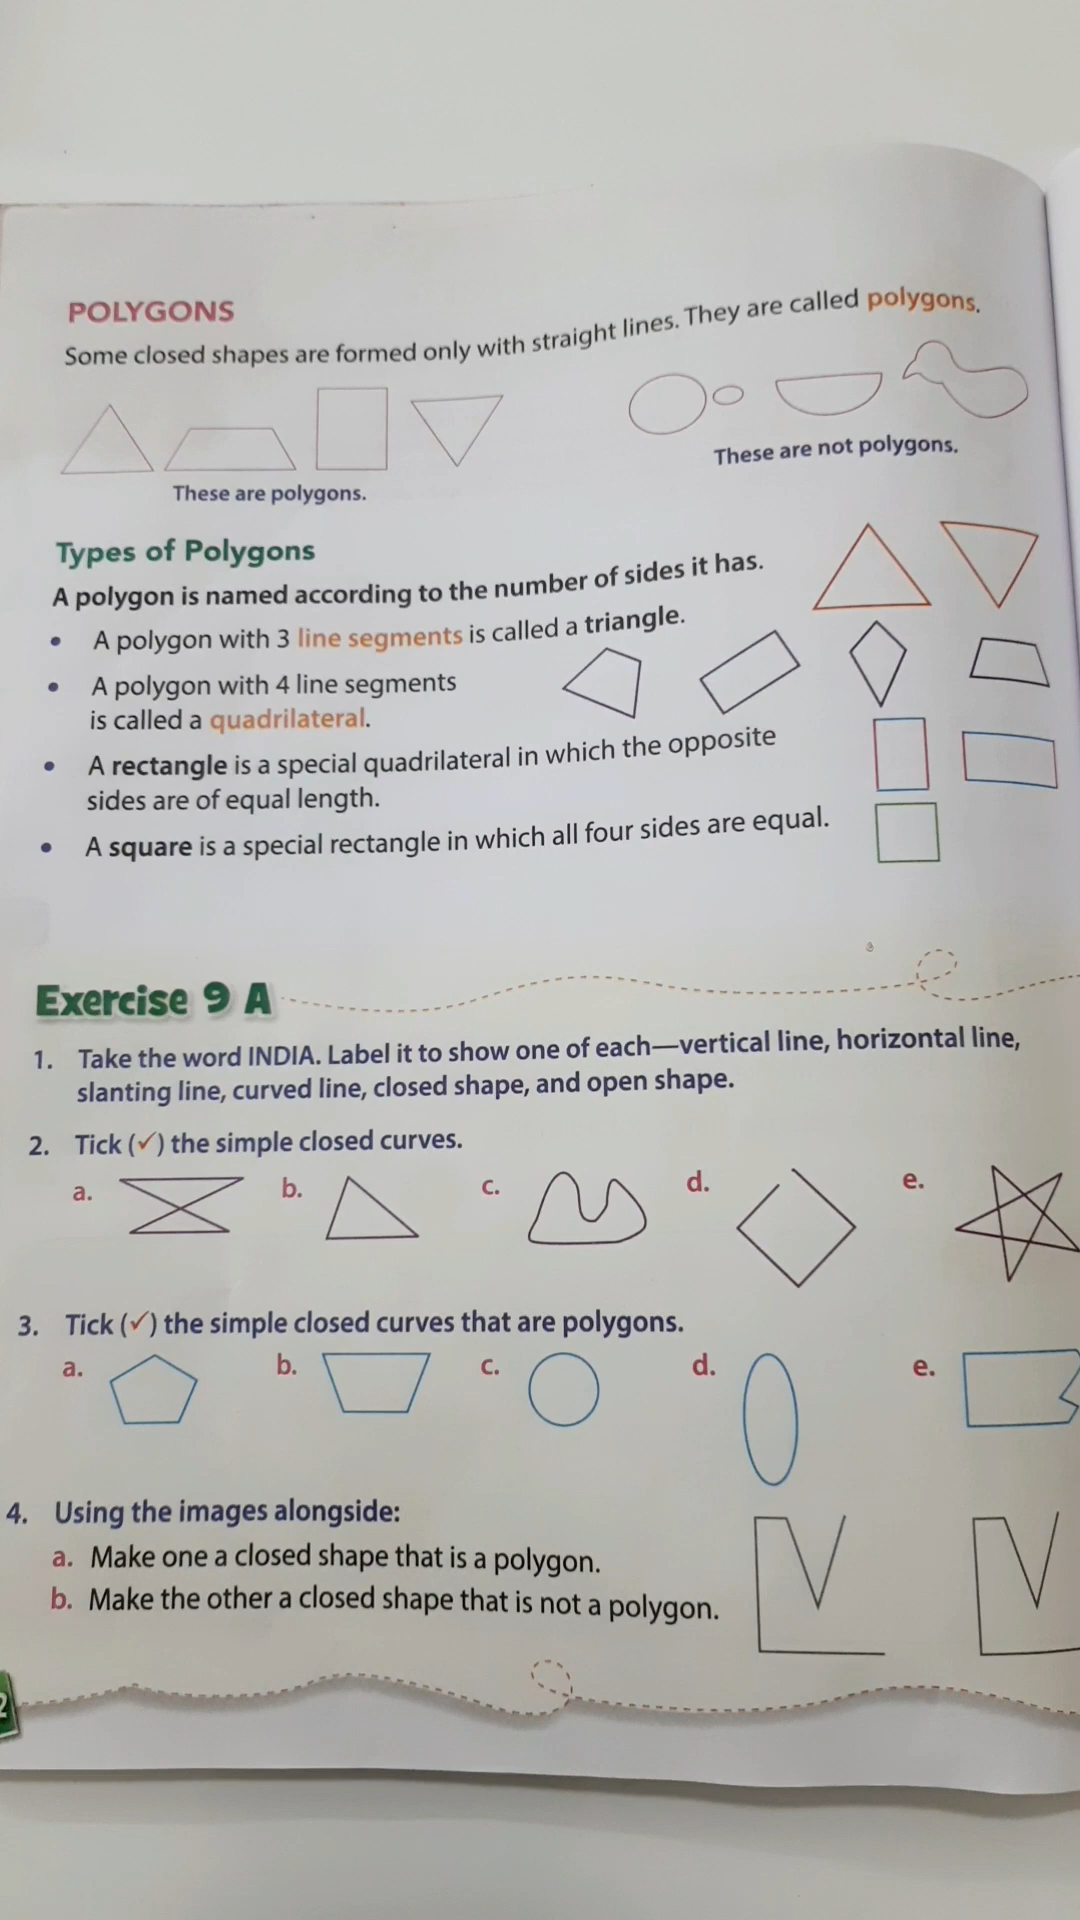 POLYGONS
Some closed shapes are formed only with straight lines. They are called polygons.
These are polygons.
These are not polygons.
Types of Polygons
A polygon is named according to the number of sides it has.
• A polygon with 3 line segments is called a triangle.
• A polygon with 4 line segments
is called a quadrilateral.
• A rectangle is a special quadrilateral in which the opposite
sides are of equal length.
• A square is a special rectangle in which all four sides are equal.
Exercise 9 A
1. Take the word INDIA. Label it to show one of each—vertical line, horizontal line,
slanting line, curved line, closed shape, and open shape.
2. Tick (✓) the simple closed curves.
a. b. c. d. e.
3. Tick (✓) the simple closed curves that are polygons.
a. b. c. d. e.
4. Using the images alongside:
a. Make one a closed shape that is a polygon.
b. Make the other a closed shape that is not a polygon.
2